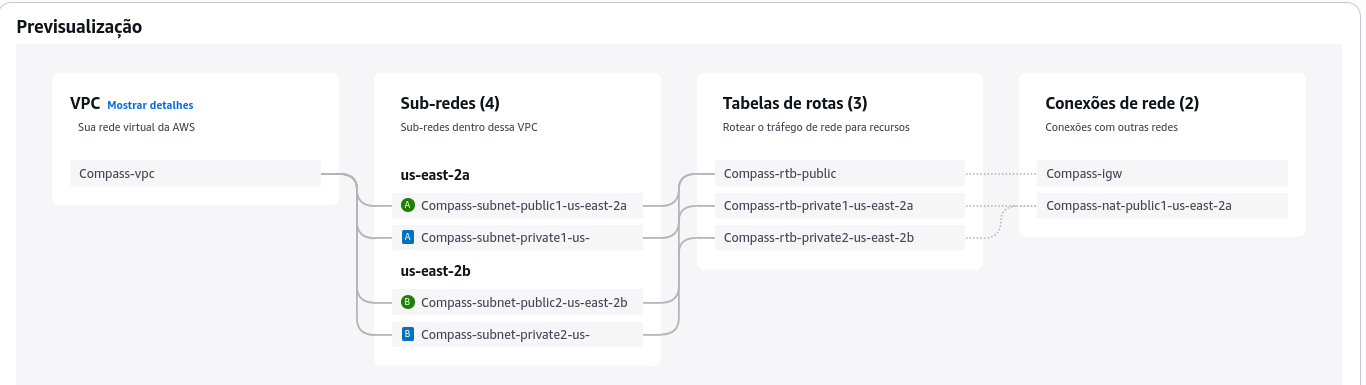 Previsualização
VPC Mostrar detalhes
Sua rede virtual da AWS
Compass-vpc
Sub-redes (4)
Sub-redes dentro dessa VPC
us-east-2a
A Compass-subnet-public1-us-east-2a
A Compass-subnet-private1-us-
us-east-2b
B Compass-subnet-public2-us-east-2b
B Compass-subnet-private2-us-
Tabelas de rotas (3)
Rotear o tráfego de rede para recursos
Compass-rtb-public
Compass-rtb-private1-us-east-2a
Compass-rtb-private2-us-east-2b
Conexões de rede (2)
Conexões com outras redes
Compass-igw
Compass-nat-public1-us-east-2a